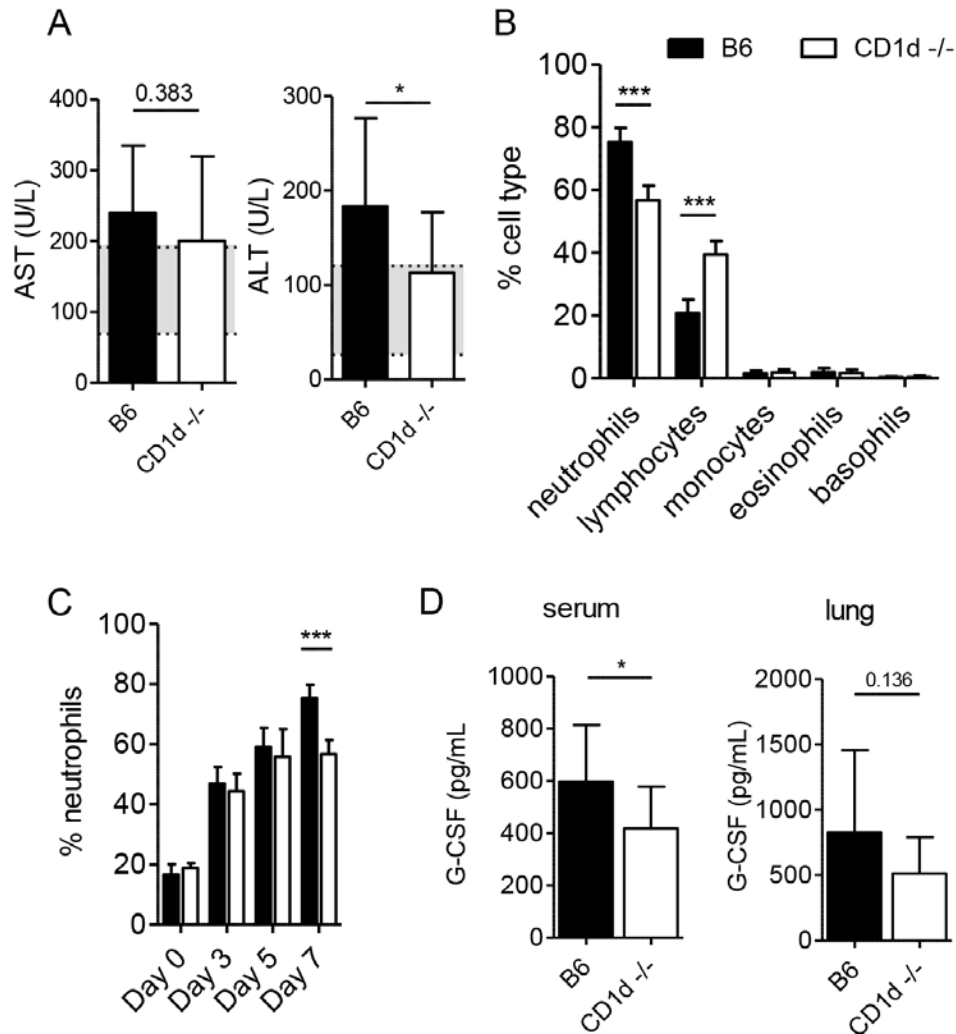 A
AST (U/L)
400
300
200
100
0
0.383
B6
CD1d -/-
ALT (U/L)
300
200
100
0
*
B6
CD1d -/-
B
B6
CD1d -/-
% cell type
100
80
60
40
20
0
***
***
neutrophils
lymphocytes
monocytes
eosinophils
basophils
C
% neutrophils
100
80
60
40
20
0
***
Day 0
Day 3
Day 5
Day 7
D
serum
G-CSF (pg/mL
1000
800
600
400
200
0
*
B6
CD1d -/-
lung
G-CSF (pg/mL)
2000
1500
1000
500
0
0.136
B6
CD1d -/-